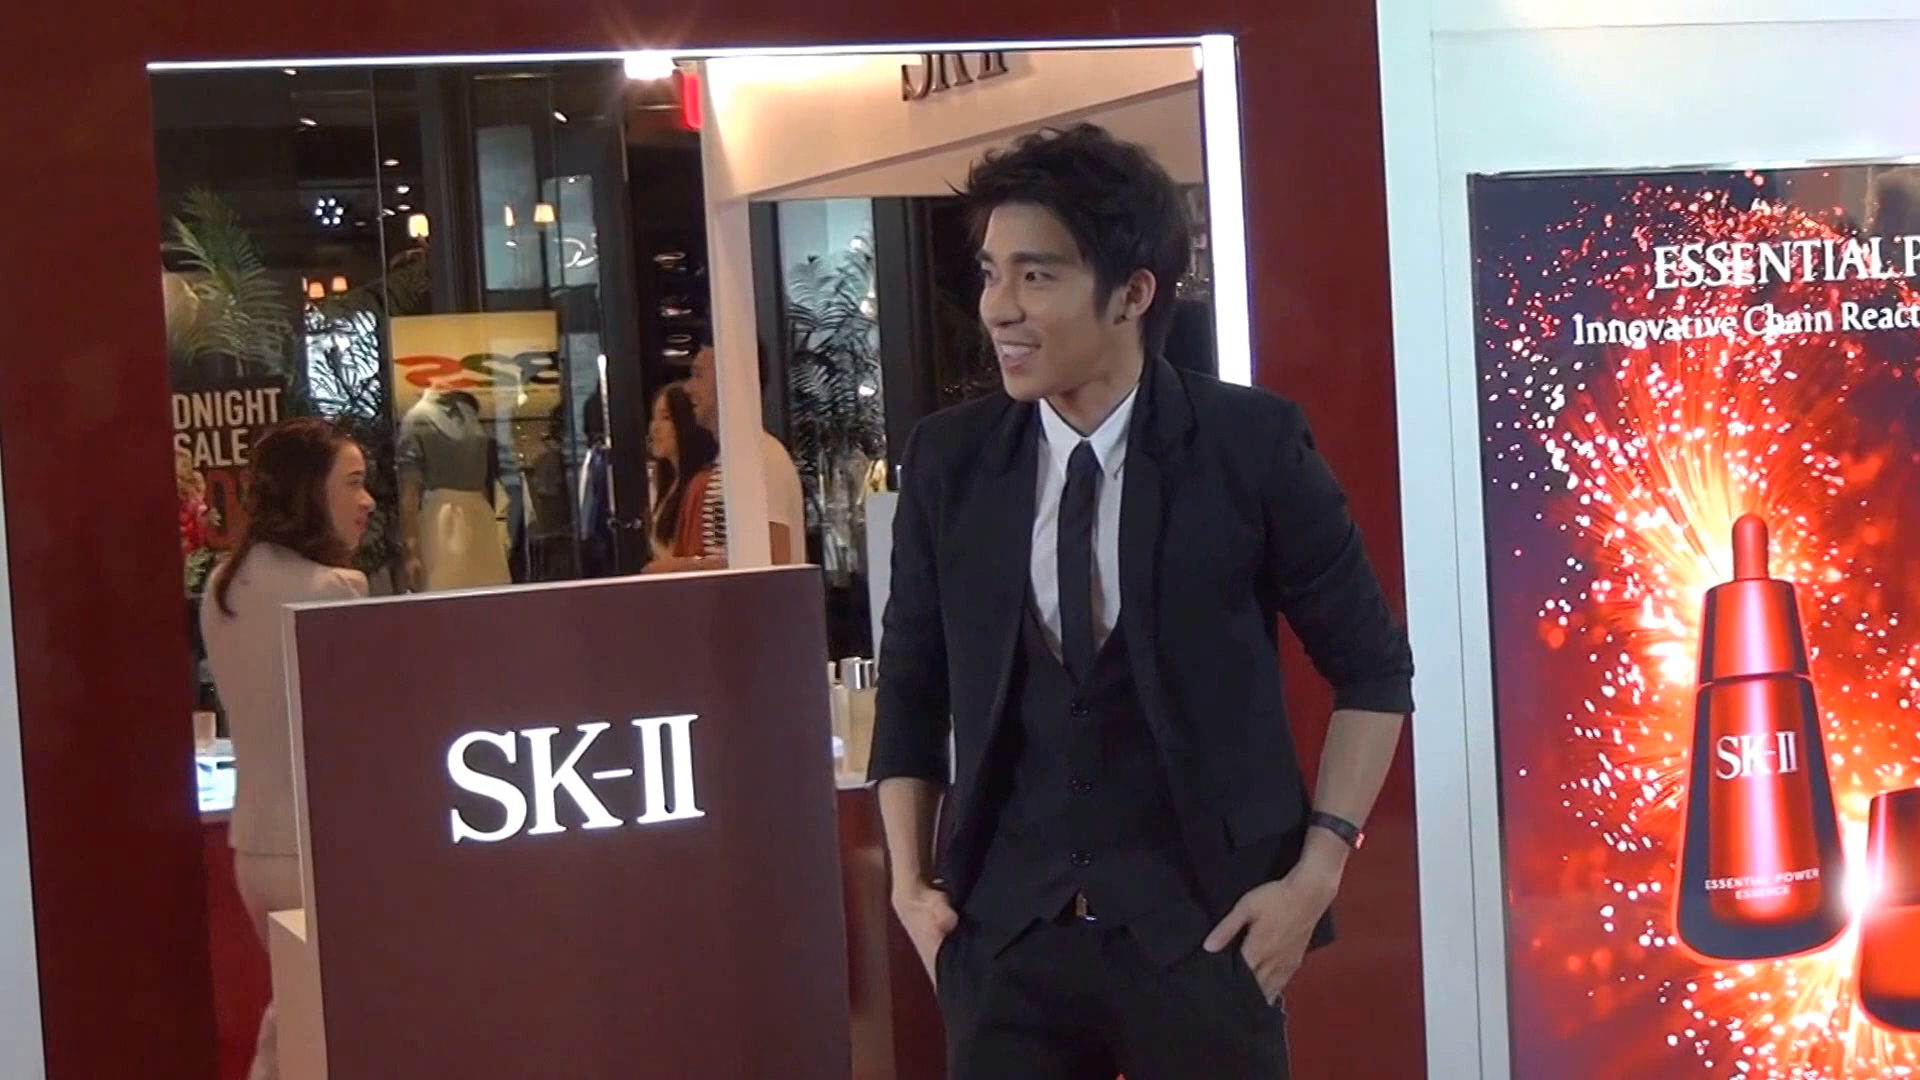 SK-II
DNIGHT
SALE
SK-II
ESSENTIAL P
Innovative Chain React
SK-II
ESSENTIAL POWER
ESSENCE